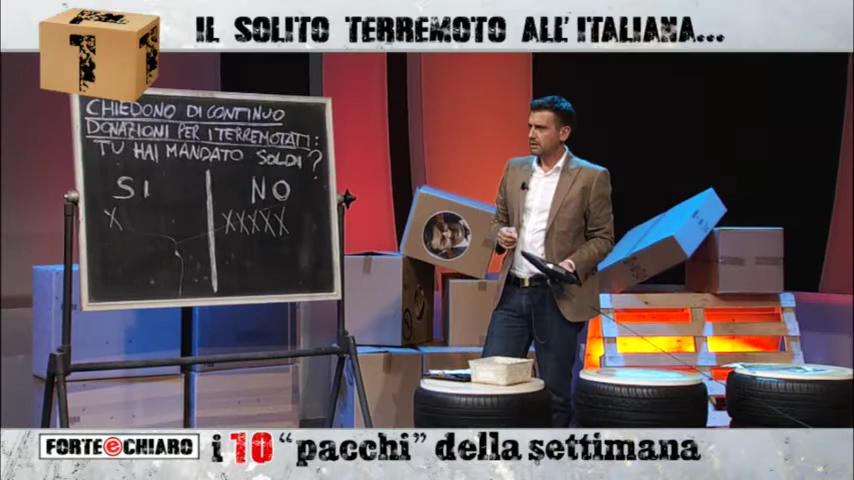 IL SOLITO TERREMOTO ALL'ITALIANA...
11
CHIEDONO DI CONTINUO
DONAZIONI PER I TERREMOTATI:
TU HAI MANDATO SOLDI?
SI NO
X XXXXX
FORTE e CHIARO
i 10 "pacchi" della settimana